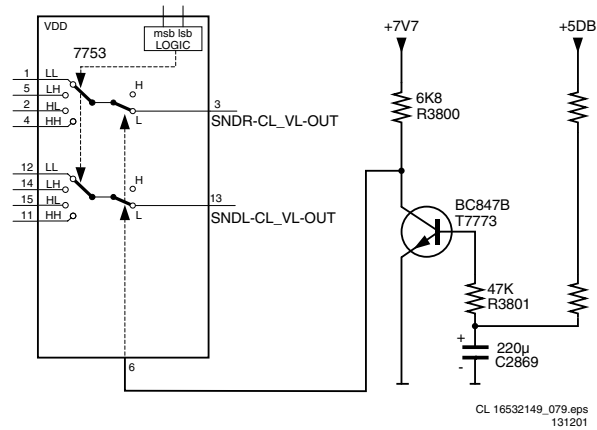 VDD
msb lsb
LOGIC
7753
+7V7
+5DB
1 LL
5 LH
2 HL
4 HH
H
L
3
SNDR-CL_VL-OUT
6K8
R3800
12 LL
14 LH
15 HL
11 HH
H
L
13
SNDL-CL_VL-OUT
BC847B
T7773
47K
R3801
+
220µ
C2869
-
6
CL 16532149_079.eps
131201